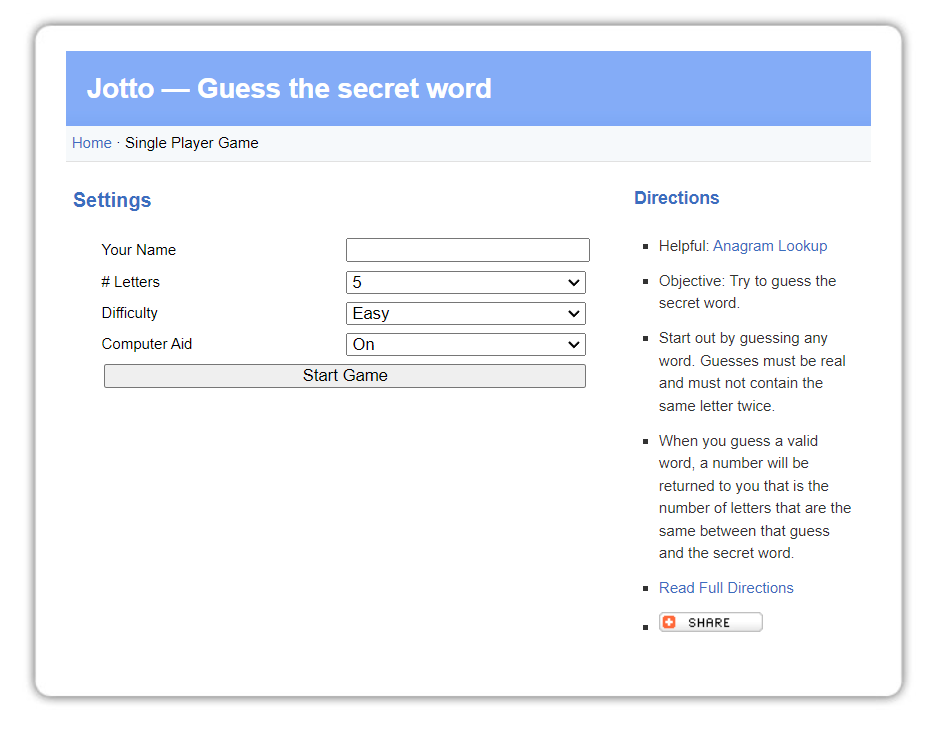 Jotto — Guess the secret word
Home · Single Player Game
Settings
Your Name
# Letters 5
Difficulty Easy
Computer Aid On
Start Game
Directions
Helpful: Anagram Lookup
Objective: Try to guess the
secret word.
Start out by guessing any
word. Guesses must be real
and must not contain the
same letter twice.
When you guess a valid
word, a number will be
returned to you that is the
number of letters that are the
same between that guess
and the secret word.
Read Full Directions
SHARE